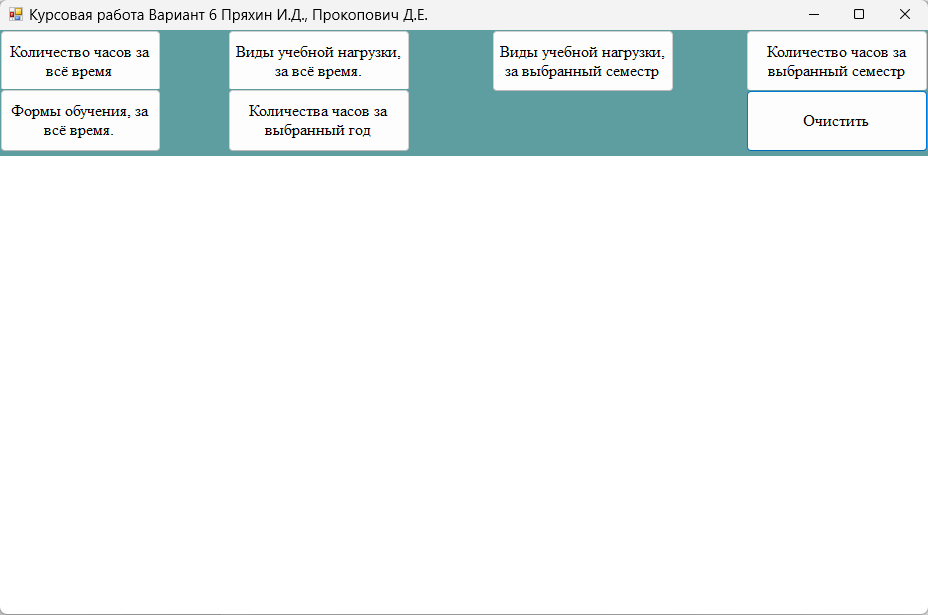 Курсовая работа Вариант 6 Пряхин И.Д., Прокопович Д.Е.
Количество часов за
всё время
Виды учебной нагрузки,
за всё время.
Виды учебной нагрузки,
за выбранный семестр
Количество часов за
выбранный семестр
Формы обучения, за
всё время.
Количества часов за
выбранный год
Очистить